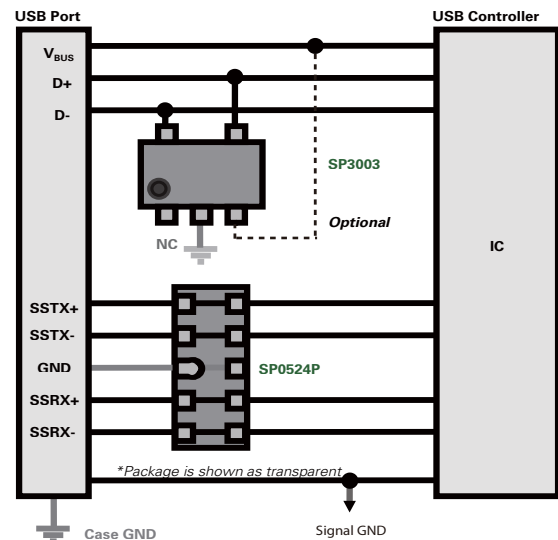 USB Port
USB Controller
VBUS
D+
D-
SP3003
Optional
NC
IC
SSTX+
SSTX-
GND
SP0524P
SSRX+
SSRX-
*Package is shown as transparent
Case GND
Signal GND